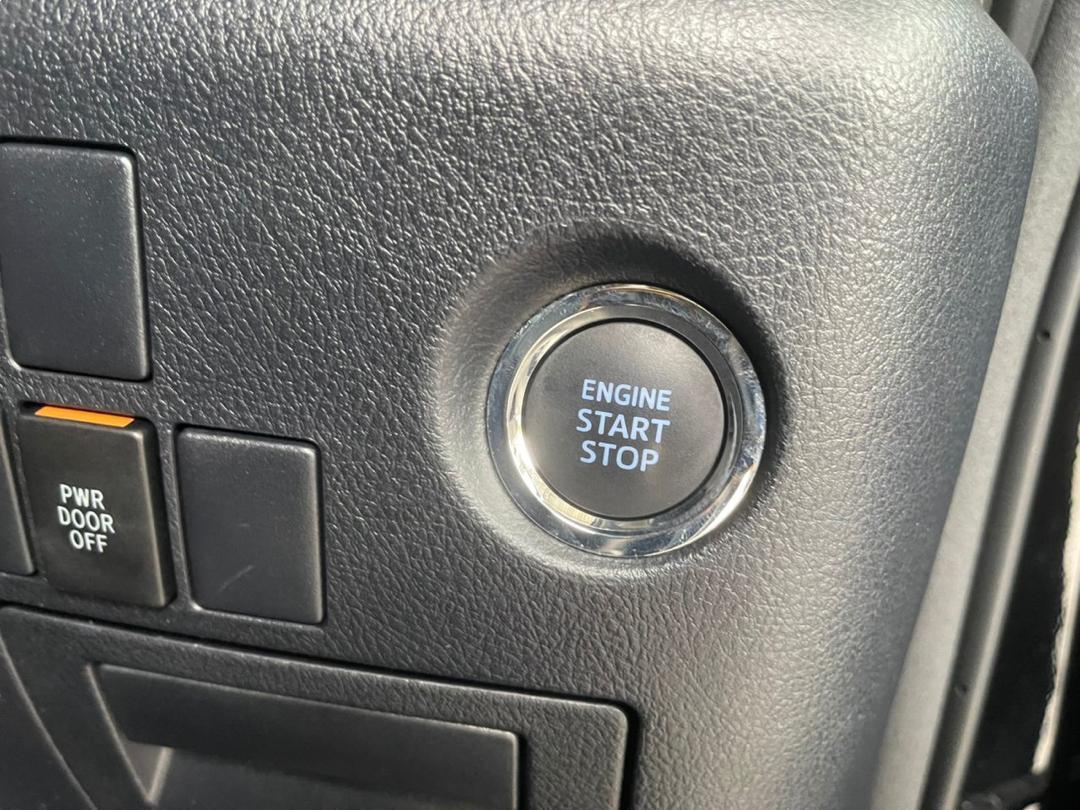 ENGINE
START
STOP
PWR
DOOR
OFF